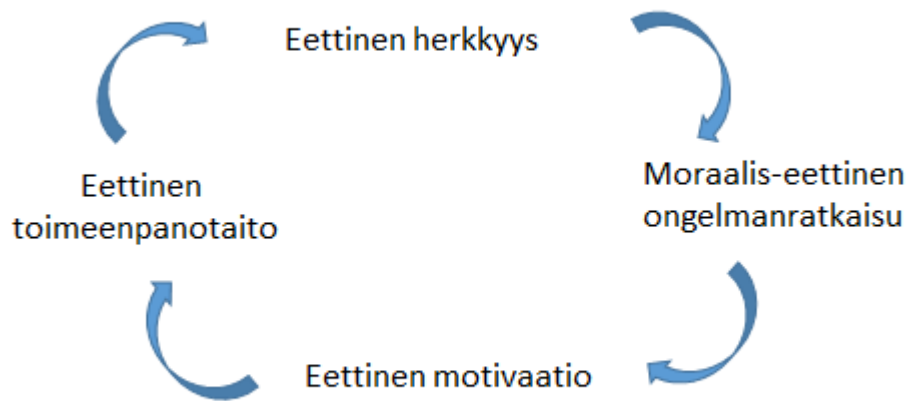 Eettinen herkkyys
Moraalis-eettinen
ongelmanratkaisu
Eettinen motivaatio
Eettinen
toimeenpanotaito